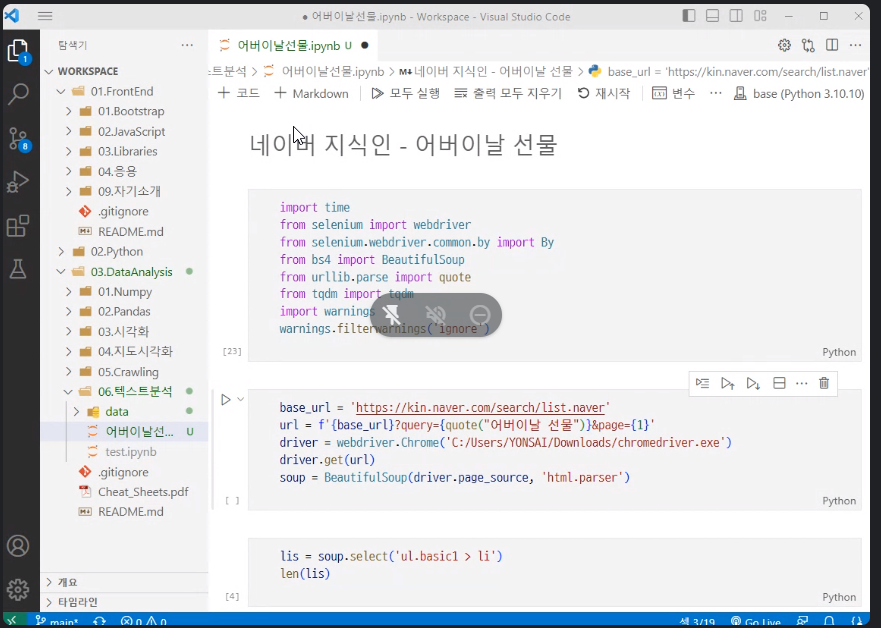 ● 어버이날선물.ipynb - Workspace - Visual Studio Code
탐색기
어버이날선물.ipynb U ●
WORKSPACE
01.FrontEnd
01.Bootstrap
02.JavaScript
03.Libraries
04.응용
09.자기소개
.gitignore
README.md
02.Python
03.DataAnalysis
01.Numpy
02.Pandas
03.시각화
04.지도시각화
05.Crawling
06.텍스트분석
data
어버이날선... U
test.ipynb
.gitignore
Cheat_Sheets.pdf
README.md
개요
타임라인
1
8
스트분석 > 어버이날선물.ipynb > M↓네이버 지식인 - 어버이날 선물 > base_url = 'https://kin.naver.com/search/list.naver'
+ 코드 + Markdown 모두 실행 출력 모두 지우기 재시작 변수 ... base (Python 3.10.10)
네이버 지식인 - 어버이날 선물
import time
from selenium import webdriver
from selenium.webdriver.common.by import By
from bs4 import BeautifulSoup
from urllib.parse import quote
from tqdm import tqdm
import warnings
warnings.filterwarnings('ignore')
[23] Python
base_url = 'https://kin.naver.com/search/list.naver'
url = f'{base_url}?query={quote("어버이날 선물")}&page={1}'
driver = webdriver.Chrome('C:/Users/YONSAI/Downloads/chromedriver.exe')
driver.get(url)
soup = BeautifulSoup(driver.page_source, 'html.parser')
[ ] Python
lis = soup.select('ul.basic1 > li')
len(lis)
[4] Python
main* 0 0 셀 3/19 Go Live